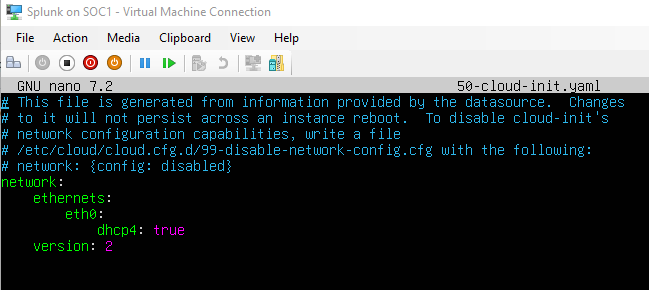 Splunk on SOC1 - Virtual Machine Connection
File Action Media Clipboard View Help
GNU nano 7.2 50-cloud-init.yaml
# This file is generated from information provided by the datasource.  Changes
# to it will not persist across an instance reboot.  To disable cloud-init's
# network configuration capabilities, write a file
# /etc/cloud/cloud.cfg.d/99-disable-network-config.cfg with the following:
# network: {config: disabled}
network:
    ethernets:
        eth0:
            dhcp4: true
    version: 2